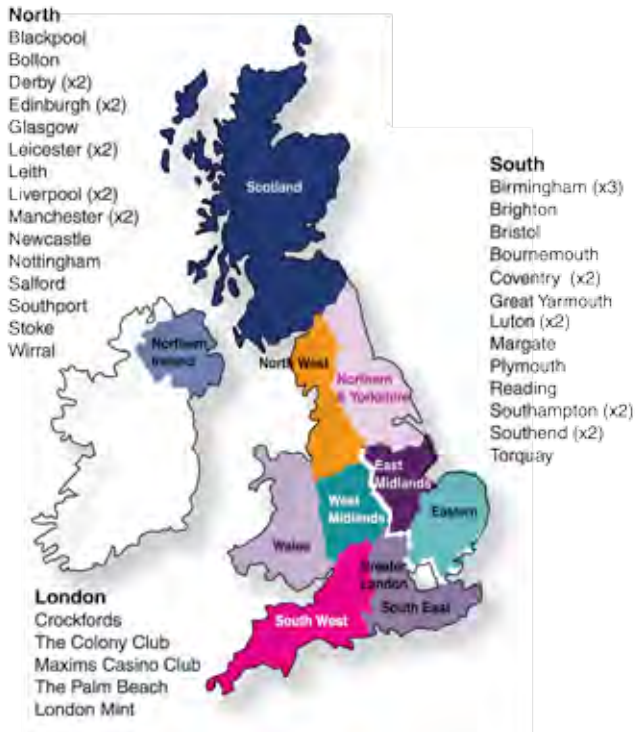 North
Blackpool
Bolton
Derby (x2)
Edinburgh (x2)
Glasgow
Leicester (x2)
Leith
Liverpool (x2)
Manchester (x2)
Newcastle
Nottingham
Salford
Southport
Stoke
Wirral
South
Birmingham (x3)
Brighton
Bristol
Bournemouth
Coventry (x2)
Great Yarmouth
Luton (x2)
Margate
Plymouth
Reading
Southampton (x2)
Southend (x2)
Torquay
Scotland
Northern
Ireland
North West
Northern
& Yorkshire
East
Midlands
West
Midlands
Eastern
Wales
Greater
London
South East
South West
London
Crockfords
The Colony Club
Maxims Casino Club
The Palm Beach
London Mint